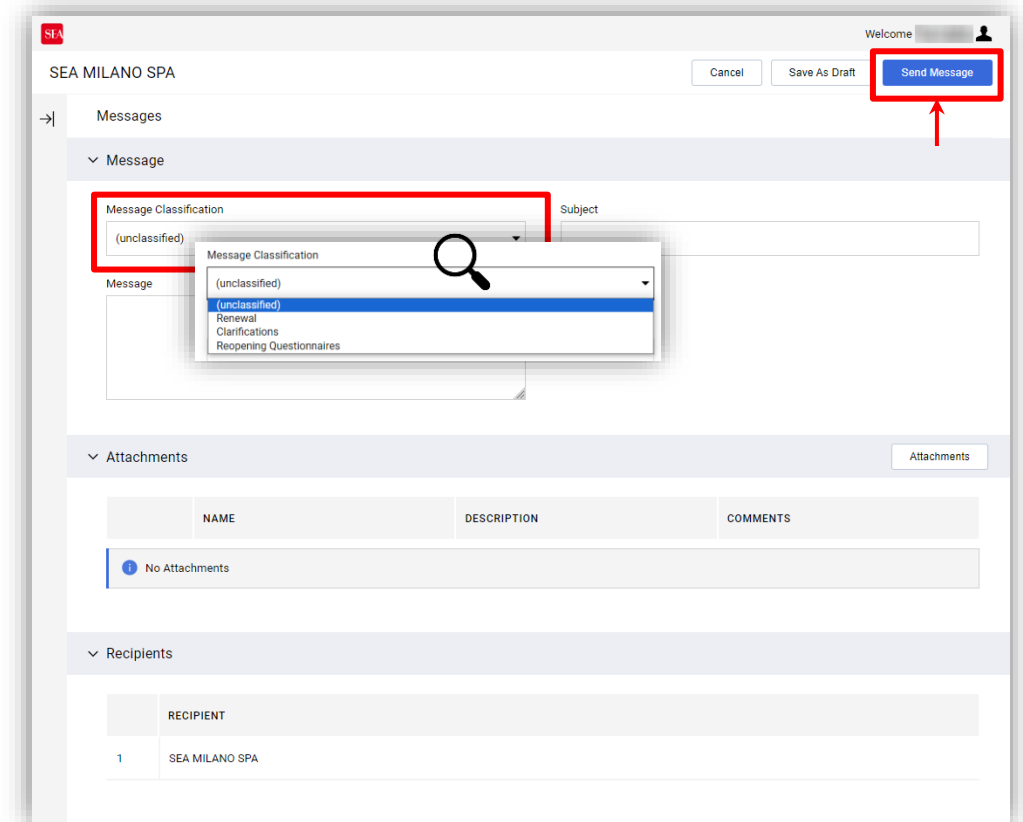 SEA
Welcome
SEA MILANO SPA
Cancel
Save As Draft
Send Message
Messages
Message
Message Classification
Subject
(unclassified)
Message Classification
(unclassified)
(unclassified)
Renewal
Clarifications
Reopening Questionnaires
Message
Attachments
Attachments
NAME DESCRIPTION COMMENTS
No Attachments
Recipients
RECIPIENT
1 SEA MILANO SPA